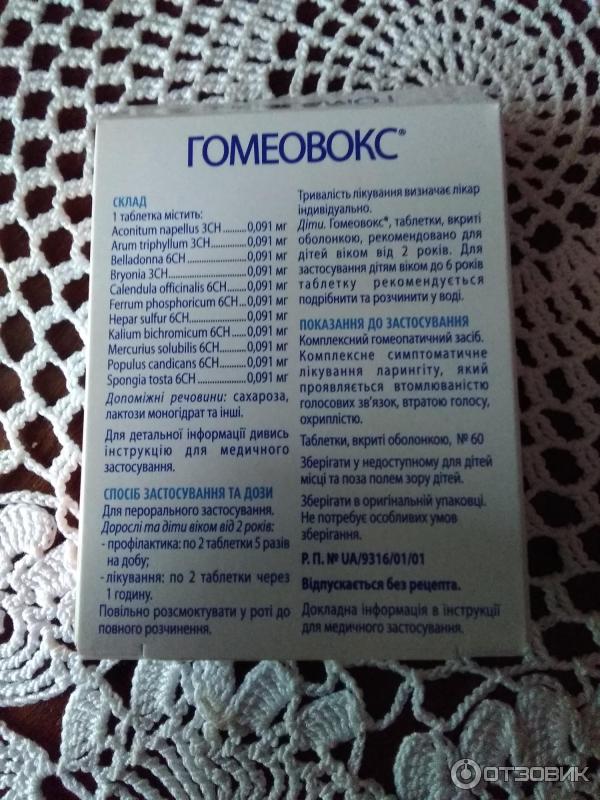 ГОМЕОВОКС®
СКЛАД
1 таблетка містить:
Aconitum napellus 3CH ......... 0,091 мг
Arum triphyllum 3CH ............ 0,091 мг
Belladonna 6CH ..................... 0,091 мг
Bryonia 3CH ........................... 0,091 мг
Calendula officinalis 6CH ...... 0,091 мг
Ferrum phosphoricum 6CH ... 0,091 мг
Hepar sulfur 6CH ................... 0,091 мг
Kalium bichromicum 6CH ...... 0,091 мг
Mercurius solubilis 6CH ......... 0,091 мг
Populus candicans 6CH ......... 0,091 мг
Spongia tosta 6CH ................. 0,091 мг
Допоміжні речовини: сахароза,
лактози моногідрат та інші.
Для детальної інформації дивись
інструкцію для медичного
застосування.
СПОСІБ ЗАСТОСУВАННЯ ТА ДОЗИ
Для перорального застосування.
Дорослі та діти віком від 2 років:
- профілактика: по 2 таблетки 5 разів
на добу;
- лікування: по 2 таблетки через
1 годину.
Повільно розсмоктувати у роті до
повного розчинення.
Тривалість лікування визначає лікар
індивідуально.
Діти. Гомеовокс®, таблетки, вкриті
оболонкою, рекомендовано для
дітей віком від 2 років. Для
застосування дітям віком до 6 років
таблетку рекомендується
подрібнити та розчинити у воді.
ПОКАЗАННЯ ДО ЗАСТОСУВАННЯ
Комплексний гомеопатичний засіб.
Комплексне симптоматичне
лікування ларингіту, який
проявляється втомлюваністю
голосових зв'язок, втратою голосу,
охриплістю.
Таблетки, вкриті оболонкою, № 60
Зберігати у недоступному для дітей
місці та поза полем зору дітей.
Зберігати в оригінальній упаковці.
Не потребує особливих умов
зберігання.
Р. П. № UA/9316/01/01
Відпускається без рецепта.
Докладна інформація в інструкції
для медичного застосування.
ОТЗОВИК